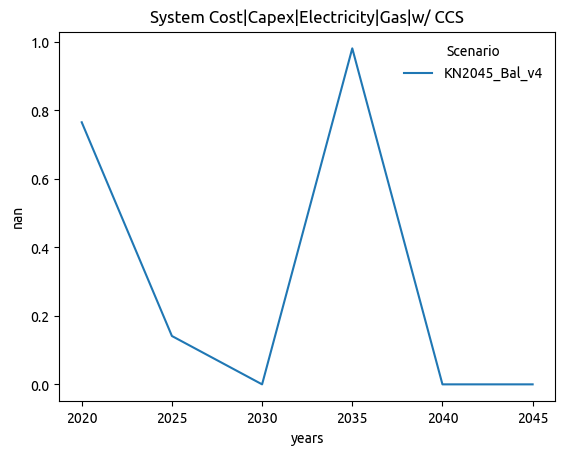 System Cost|Capex|Electricity|Gas|w/ CCS
Scenario
KN2045_Bal_v4
1.0
0.8
0.6
0.4
0.2
0.0
nan
2020 2025 2030 2035 2040 2045
years